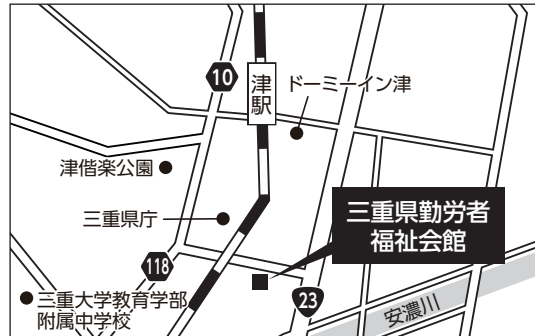 10
津駅
ドーミーイン津
津偕楽公園
三重県庁
三重県勤労者
福祉会館
118
23
安濃川
三重大学教育学部
附属中学校